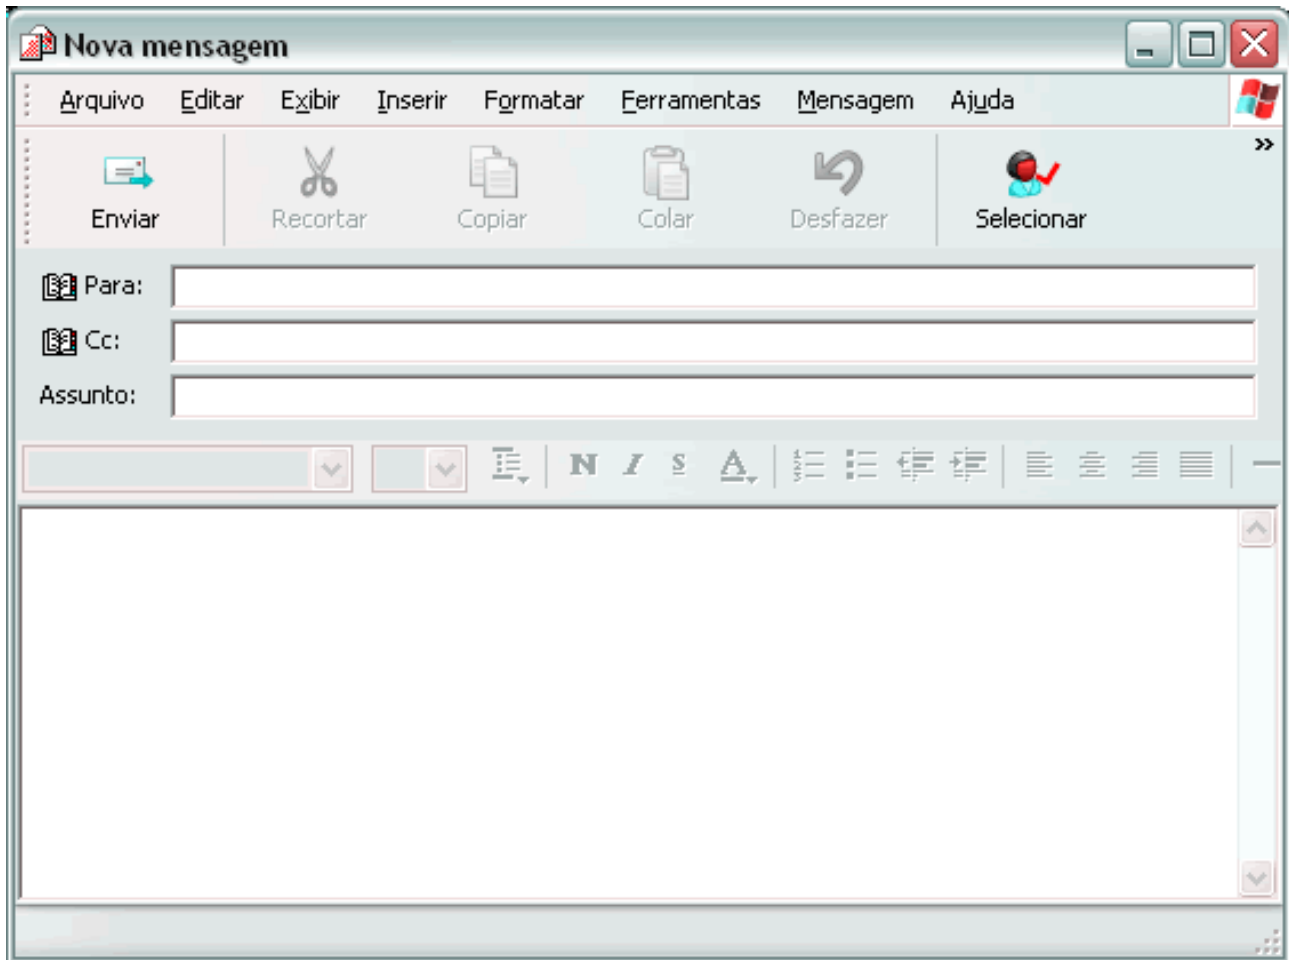 Nova mensagem
Arquivo Editar Exibir Inserir Formatar Ferramentas Mensagem Ajuda
Enviar Recortar Copiar Colar Desfazer Selecionar
Para:
Cc:
Assunto:
N I S A